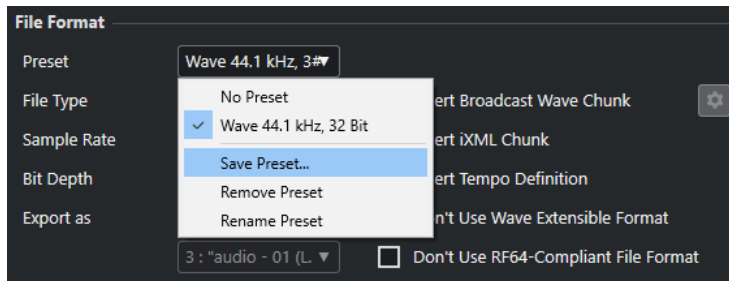 File Format
Preset
Wave 44.1 kHz, 3
No Preset
File Type
ert Broadcast Wave Chunk
Wave 44.1 kHz, 32 Bit
Sample Rate
ert iXML Chunk
Save Preset...
Bit Depth
ert Tempo Definition
Remove Preset
Export as
Rename Preset
n't Use Wave Extensible Format
3 : "audio - 01 (L.
Don't Use RF64-Compliant File Format